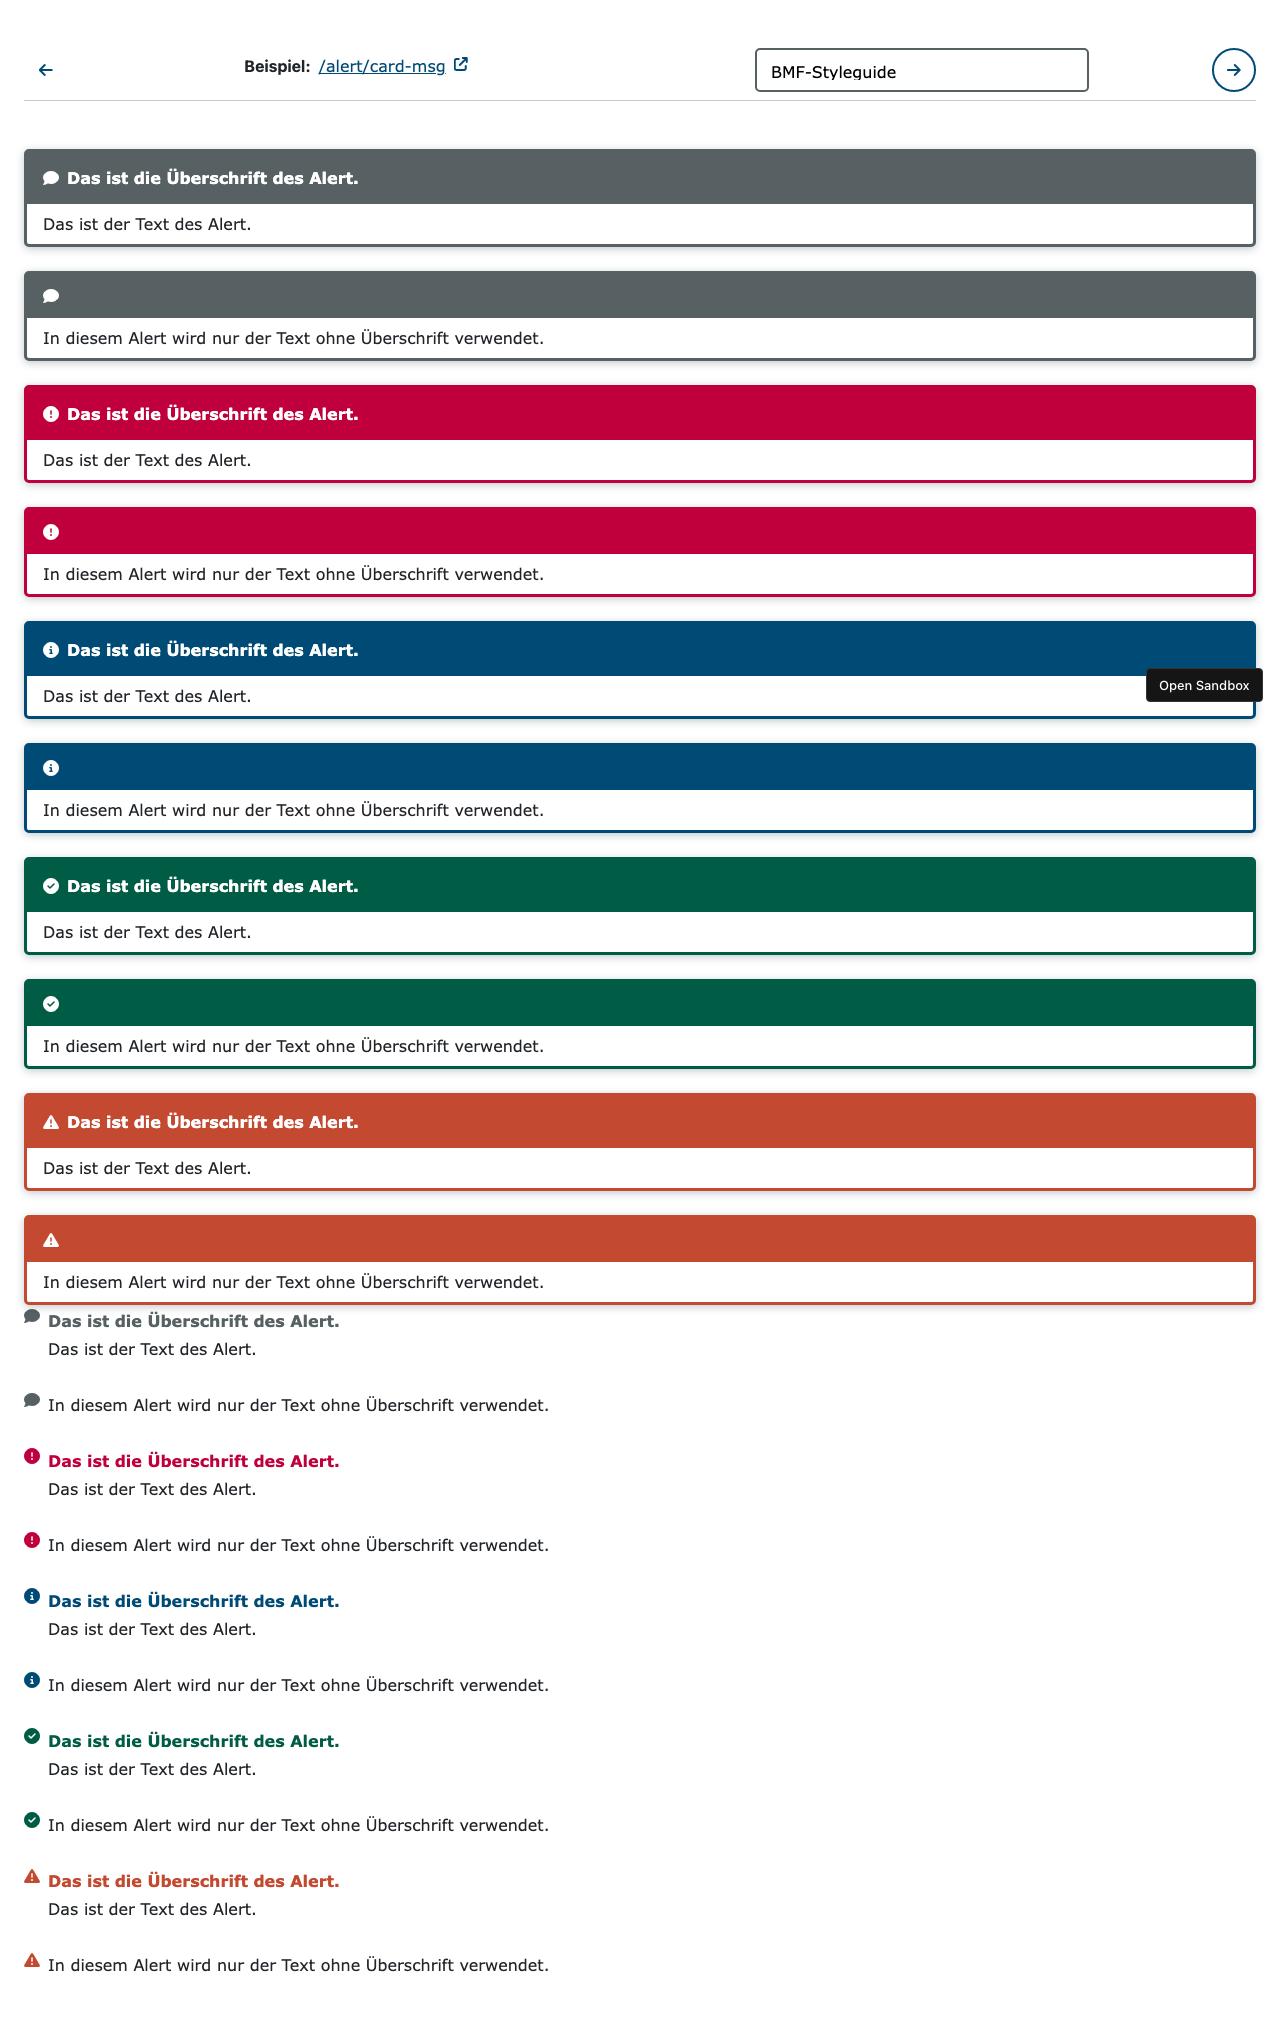 Beispiel: /alert/card-msg
BMF-Styleguide
Das ist die Überschrift des Alert.
Das ist der Text des Alert.
In diesem Alert wird nur der Text ohne Überschrift verwendet.
Das ist die Überschrift des Alert.
Das ist der Text des Alert.
In diesem Alert wird nur der Text ohne Überschrift verwendet.
Das ist die Überschrift des Alert.
Open Sandbox
Das ist der Text des Alert.
In diesem Alert wird nur der Text ohne Überschrift verwendet.
Das ist die Überschrift des Alert.
Das ist der Text des Alert.
In diesem Alert wird nur der Text ohne Überschrift verwendet.
Das ist die Überschrift des Alert.
Das ist der Text des Alert.
In diesem Alert wird nur der Text ohne Überschrift verwendet.
Das ist die Überschrift des Alert.
Das ist der Text des Alert.
In diesem Alert wird nur der Text ohne Überschrift verwendet.
Das ist die Überschrift des Alert.
Das ist der Text des Alert.
In diesem Alert wird nur der Text ohne Überschrift verwendet.
Das ist die Überschrift des Alert.
Das ist der Text des Alert.
In diesem Alert wird nur der Text ohne Überschrift verwendet.
Das ist die Überschrift des Alert.
Das ist der Text des Alert.
In diesem Alert wird nur der Text ohne Überschrift verwendet.
Das ist die Überschrift des Alert.
Das ist der Text des Alert.
In diesem Alert wird nur der Text ohne Überschrift verwendet.